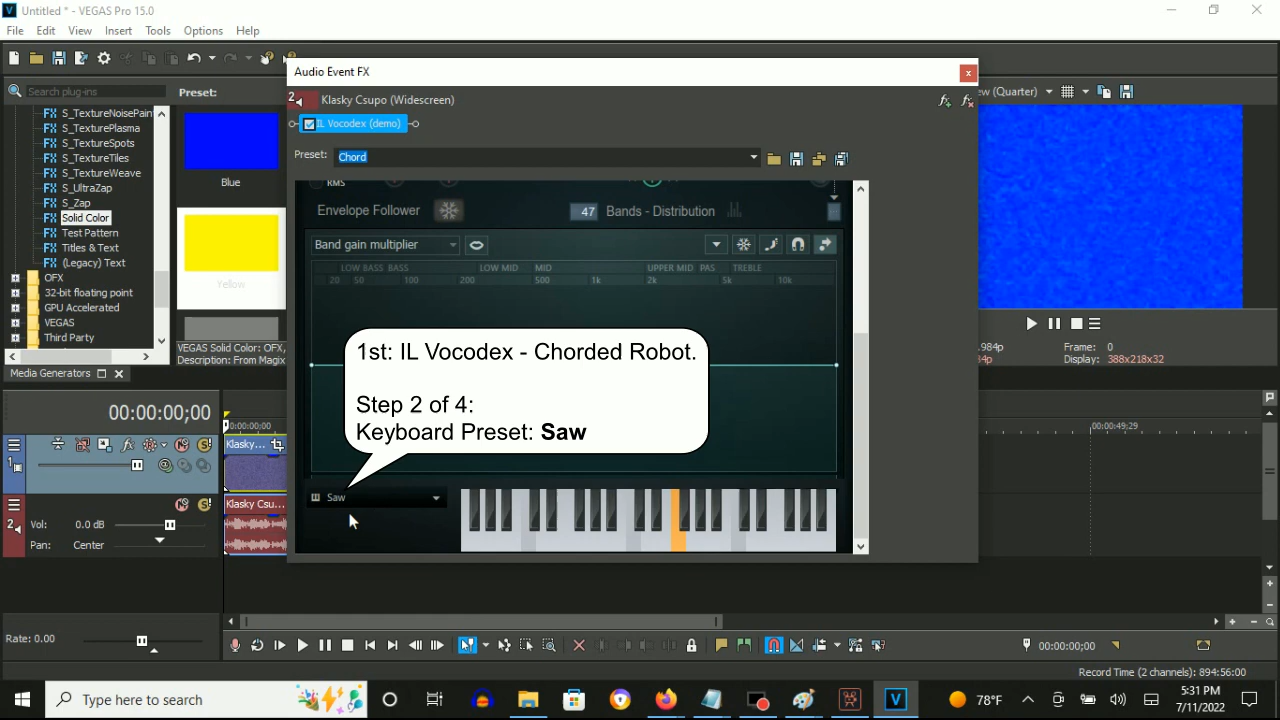 Untitled * - VEGAS Pro 15.0
File Edit View Insert Tools Options Help
Search plug-ins
Preset:
S_TextureNoisePain
S_TexturePlasma
S_TextureSpots
S_TextureTiles
S_TextureWeave
S_UltraZap
S_Zap
Solid Color
Test Pattern
Titles & Text
(Legacy) Text
OFX
32-bit floating point
GPU Accelerated
VEGAS
Third Party
Blue
Yellow
VEGAS Solid Color: OFX,
Description: From Magix
Media Generators
Audio Event FX
2
Klasky Csupo (Widescreen)
IL Vocodex (demo)
Preset:
Chord
RMS
Envelope Follower
47 Bands - Distribution
Band gain multiplier
LOW BASS BASS LOW MID MID UPPER MID PAS TREBLE
20 50 100 200 500 1k 2k 5k 10k
1st: IL Vocodex - Chorded Robot.
Step 2 of 4:
Keyboard Preset: Saw
Saw
ew (Quarter)
.984p
4p
Frame: 0
Display: 388x218x32
00:00:00;00
00:00:00;00
00:00:49;29
1
Klasky...
2
Klasky Csu...
Vol: 0.0 dB
Pan: Center
Rate: 0.00
00:00:00;00
Record Time (2 channels): 894:56:00
Type here to search
78°F
5:31 PM
7/11/2022